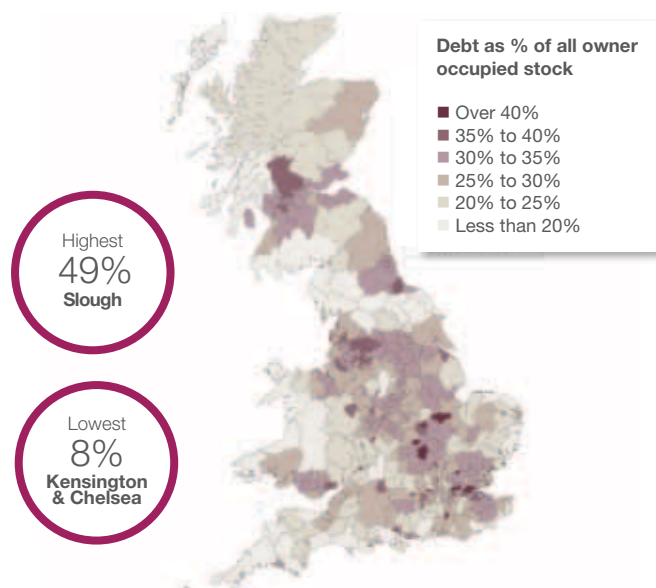 Debt as % of all owner
occupied stock
Over 40%
35% to 40%
30% to 35%
25% to 30%
20% to 25%
Less than 20%
Highest
49%
Slough
Lowest
8%
Kensington
& Chelsea